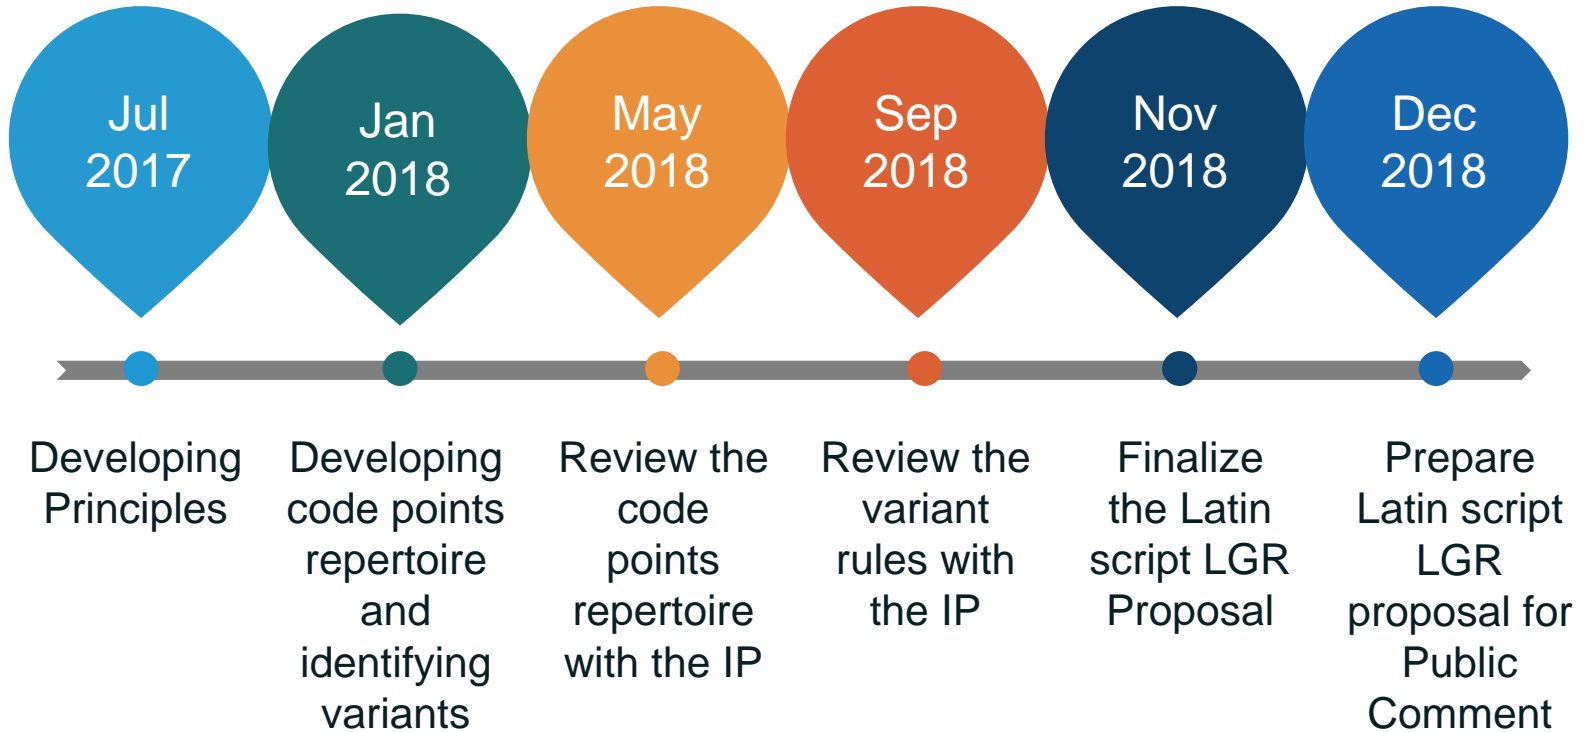 Jul
2017
Jan
2018
May
2018
Sep
2018
Nov
2018
Dec
2018
Developing
Principles
Developing
code points
repertoire
and
identifying
variants
Review the
code
points
repertoire
with the IP
Review the
variant
rules with
the IP
Finalize
the Latin
script LGR
Proposal
Prepare
Latin script
LGR
proposal for
Public
Comment